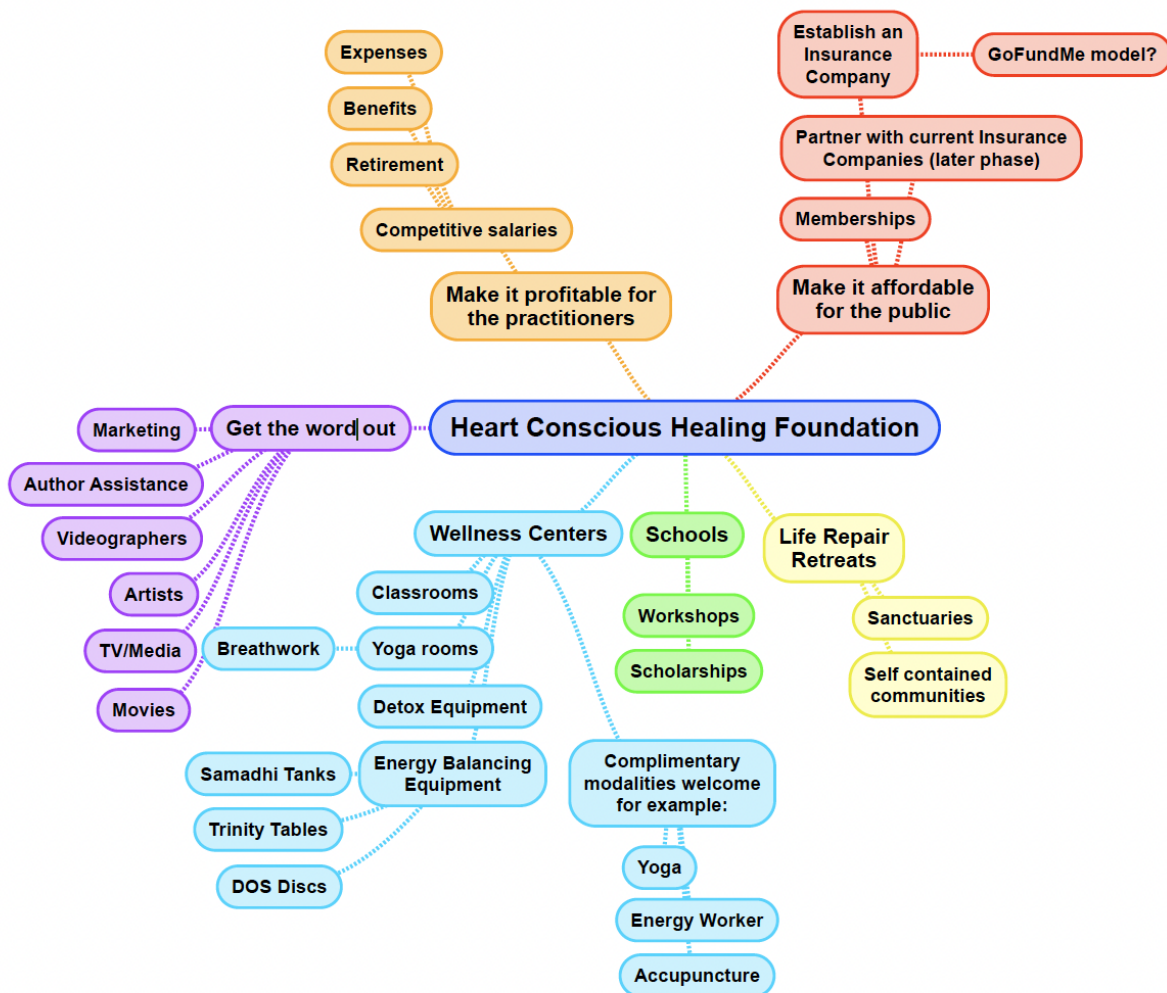 Expenses
Benefits
Retirement
Competitive salaries
Make it profitable for
the practitioners
Establish an
Insurance
Company
GoFundMe model?
Partner with current Insurance
Companies (later phase)
Memberships
Make it affordable
for the public
Heart Conscious Healing Foundation
Get the word out
Marketing
Author Assistance
Videographers
Artists
TV/Media
Movies
Wellness Centers
Classrooms
Yoga rooms
Breathwork
Detox Equipment
Energy Balancing
Equipment
Samadhi Tanks
Trinity Tables
DOS Discs
Complimentary
modalities welcome
for example:
Yoga
Energy Worker
Accupuncture
Schools
Workshops
Scholarships
Life Repair
Retreats
Sanctuaries
Self contained
communities